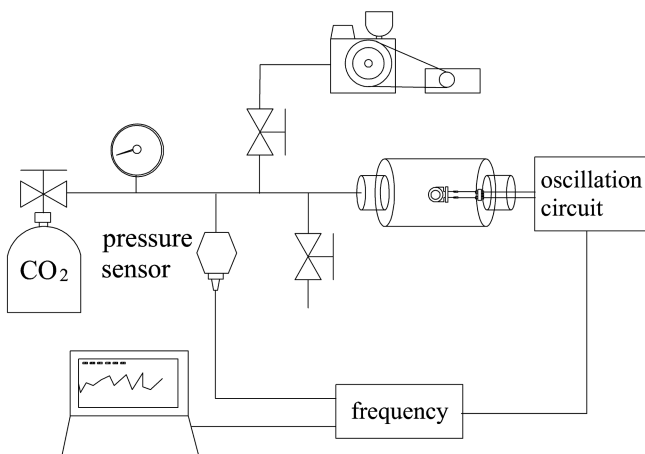 oscillation
circuit
pressure
sensor
CO₂
frequency